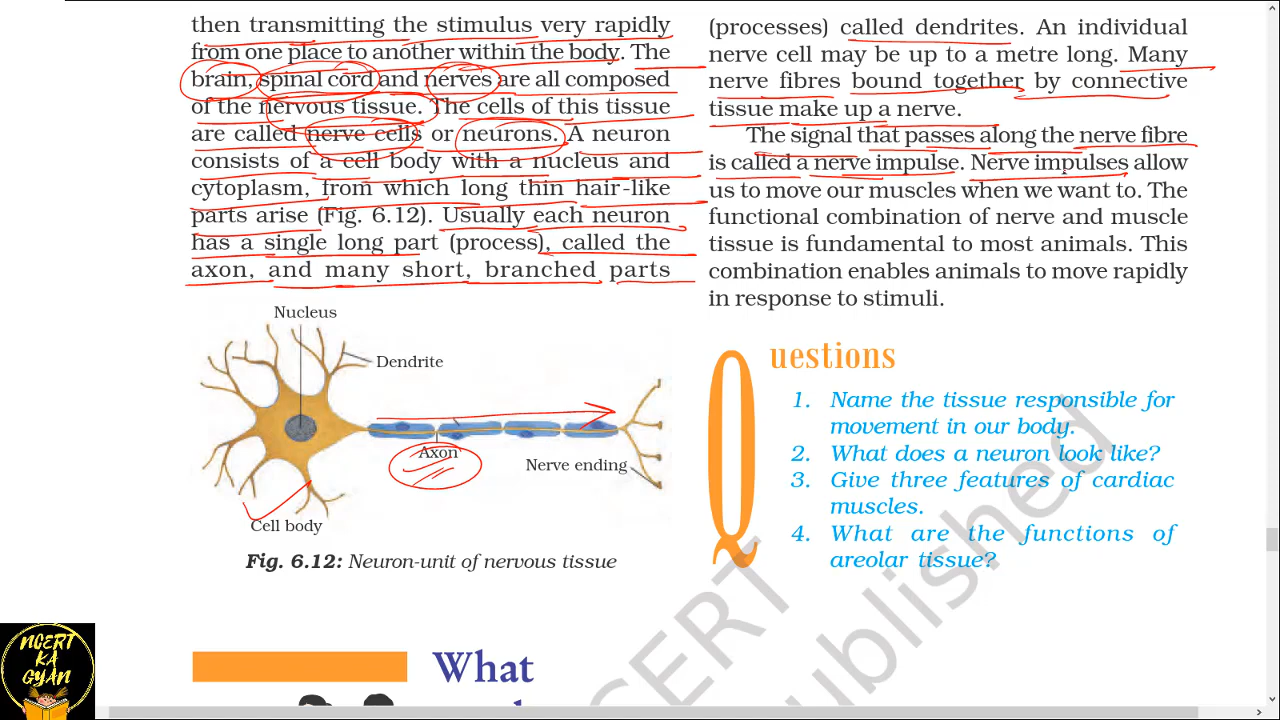 then transmitting the stimulus very rapidly
from one place to another within the body. The
brain, spinal cord and nerves are all composed
of the nervous tissue. The cells of this tissue
are called nerve cells or neurons. A neuron
consists of a cell body with a nucleus and
cytoplasm, from which long thin hair-like
parts arise (Fig. 6.12). Usually each neuron
has a single long part (process), called the
axon, and many short, branched parts
Nucleus
Dendrite
Axon
Nerve ending
Cell body
Fig. 6.12: Neuron-unit of nervous tissue
(processes) called dendrites. An individual
nerve cell may be up to a metre long. Many
nerve fibres bound together by connective
tissue make up a nerve.
The signal that passes along the nerve fibre
is called a nerve impulse. Nerve impulses allow
us to move our muscles when we want to. The
functional combination of nerve and muscle
tissue is fundamental to most animals. This
combination enables animals to move rapidly
in response to stimuli.
Questions
1. Name the tissue responsible for
movement in our body.
2. What does a neuron look like?
3. Give three features of cardiac
muscles.
4. What are the functions of
areolar tissue?
What
NCERT
KA
GYAN
CERT
published